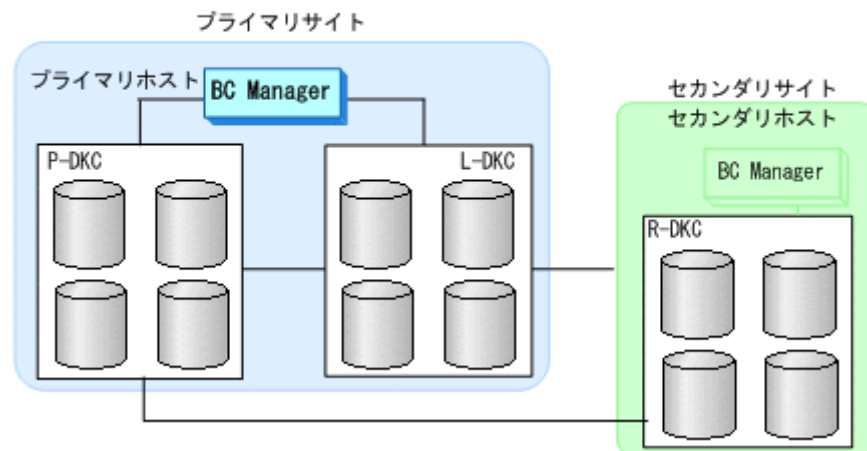 プライマリサイト
プライマリホスト
BC Manager
P-DKC
L-DKC
セカンダリサイト
セカンダリホスト
BC Manager
R-DKC